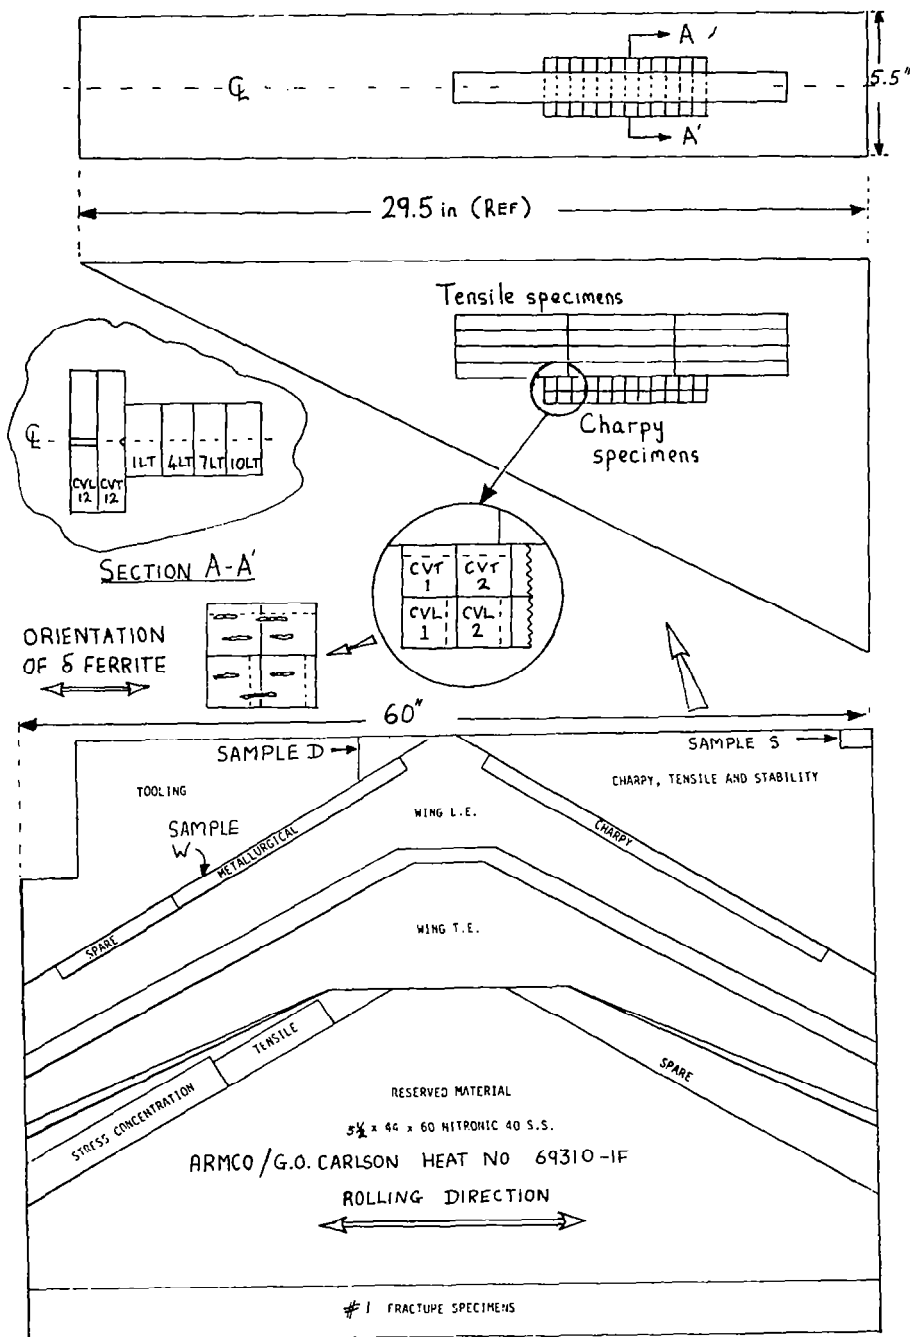 A'
℄
5.5"
A'
29.5 in (REF)
Tensile specimens
Charpy
specimens
℄
1LT 4LT 7LT 10LT
CVL
12
CVT
12
SECTION A-A'
CVT
1
CVT
2
CVL
1
CVL
2
ORIENTATION
OF δ FERRITE
60"
SAMPLE D
SAMPLE S
TOOLING
CHARPY, TENSILE AND STABILITY
SAMPLE
W
METALLURGICAL
WING L.E.
CHARPY
SPARE
WING T.E.
TENSILE
STRESS CONCENTRATION
SPARE
RESERVED MATERIAL
5½ x 44 x 60 NITRONIC 40 S.S.
ARMCO/G.O. CARLSON HEAT NO 69310-1F
ROLLING DIRECTION
#1 FRACTURE SPECIMENS